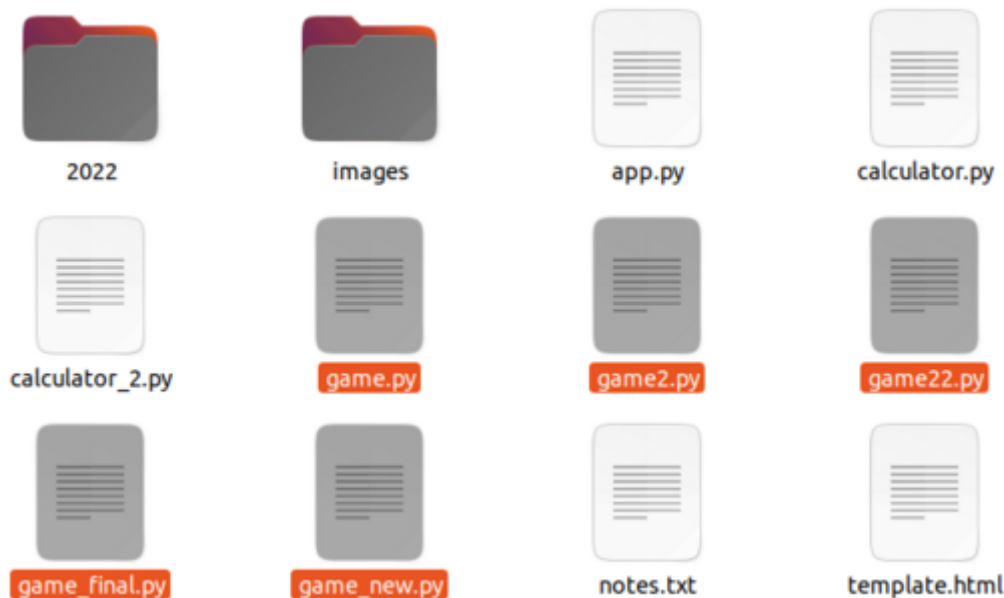 2022
images
app.py
calculator.py
calculator_2.py
game.py
game2.py
game22.py
game_final.py
game_new.py
notes.txt
template.html